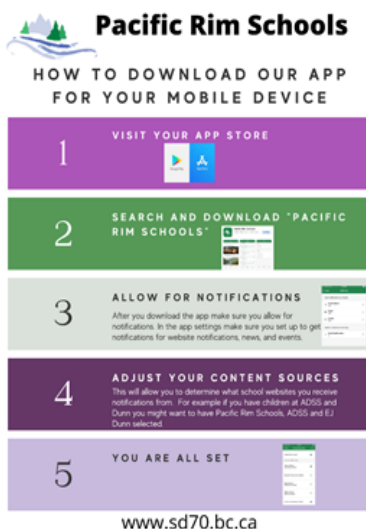 Pacific Rim Schools
HOW TO DOWNLOAD OUR APP
FOR YOUR MOBILE DEVICE
1
VISIT YOUR APP STORE
2
SEARCH AND DOWNLOAD "PACIFIC
RIM SCHOOLS"
3
ALLOW FOR NOTIFICATIONS
After you download the app make sure you allow for
notifications. In the app settings make sure you set up to get
notifications for website notifications, news, and events.
4
ADJUST YOUR CONTENT SOURCES
This will allow you to determine what school websites you receive
notifications from. For example if you have children at ADSS and
Dunn you might want to have Pacific Rim Schools, ADSS and EJ
Dunn selected.
5
YOU ARE ALL SET
www.sd70.bc.ca